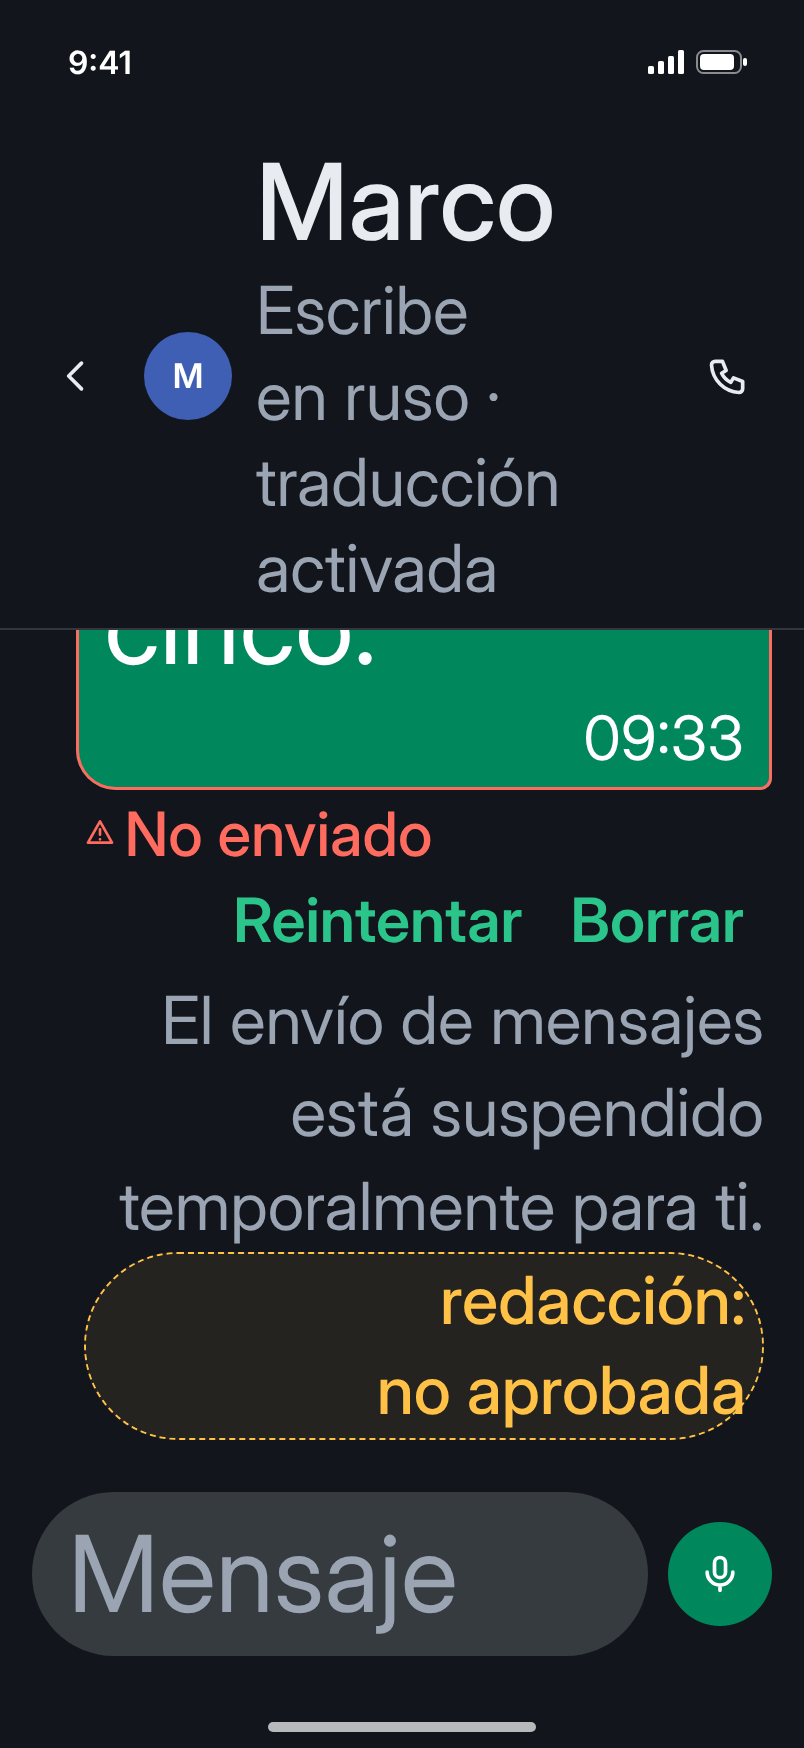 9:41
Marco
Escribe
en ruso ·
traducción
activada
M
cinco.
09:33
No enviado
Reintentar Borrar
El envío de mensajes
está suspendido
temporalmente para ti.
redacción:
no aprobada
Mensaje